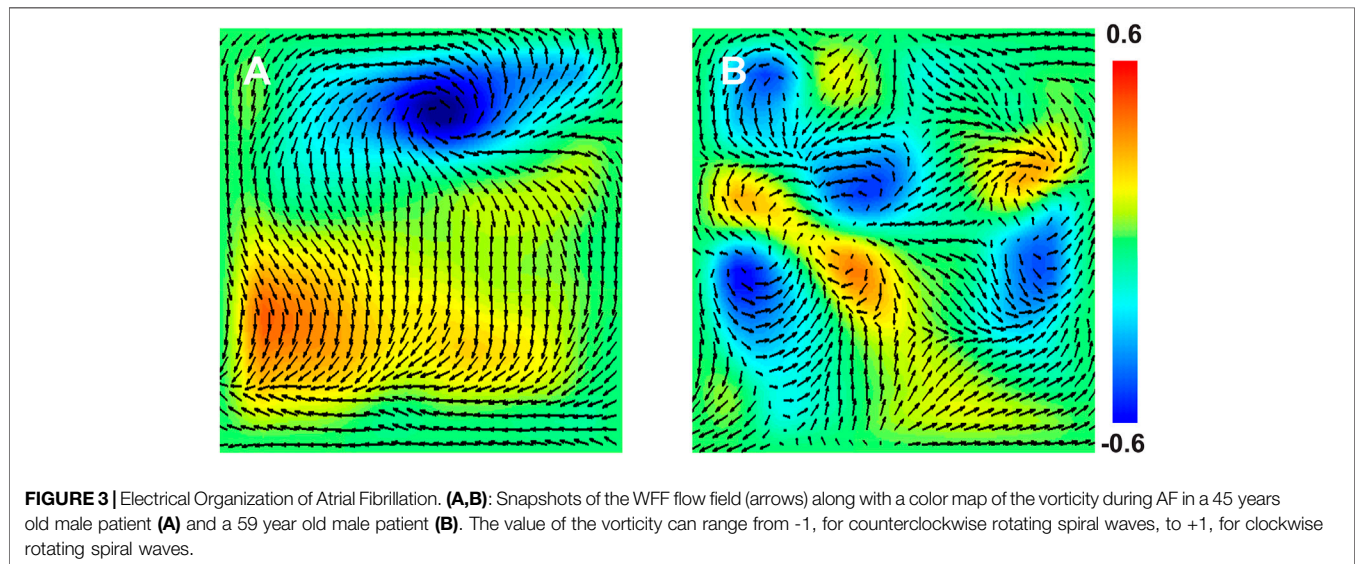 A
B
0.6
-0.6
FIGURE 3 | Electrical Organization of Atrial Fibrillation. (A,B): Snapshots of the WFF flow field (arrows) along with a color map of the vorticity during AF in a 45 years
old male patient (A) and a 59 year old male patient (B). The value of the vorticity can range from -1, for counterclockwise rotating spiral waves, to +1, for clockwise
rotating spiral waves.